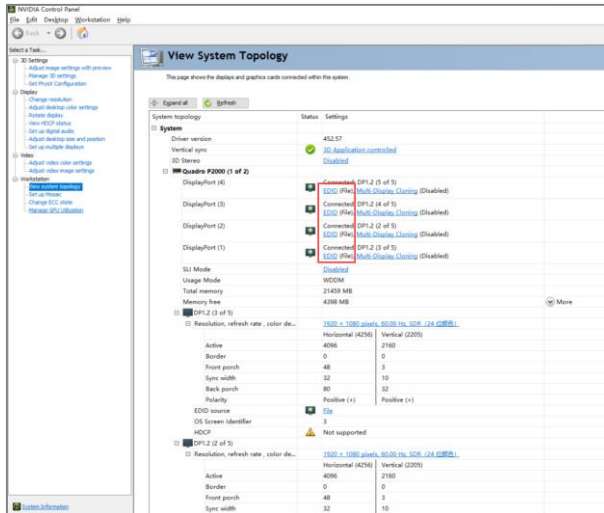 NVIDIA Control Panel
File Edit Desktop Workstation Help
Back
Select a Task...
3D Settings
Adjust image settings with preview
Manage 3D settings
Set PhysX Configuration
Display
Change resolution
Adjust desktop color settings
Rotate display
View HDCP status
Set up digital audio
Adjust desktop size and position
Set up multiple displays
Video
Adjust video color settings
Adjust video image settings
Workstation
View system topology
Set up Mosaic
Change ECC state
Manage GPU Utilization
System Information
View System Topology
This page shows the displays and graphics cards connected within this system.
Expand all Refresh
System topology Status Settings
System
Driver version 452.57
Vertical sync 3D Application controlled
3D Stereo Disabled
Quadro P2000 (1 of 2)
DisplayPort (4) Connected, DP1.2 (5 of 5)
EDID (File), Multi-Display Cloning (Disabled)
DisplayPort (3) Connected, DP1.2 (4 of 5)
EDID (File), Multi-Display Cloning (Disabled)
DisplayPort (2) Connected, DP1.2 (2 of 5)
EDID (File), Multi-Display Cloning (Disabled)
DisplayPort (1) Connected, DP1.2 (3 of 5)
EDID (File), Multi-Display Cloning (Disabled)
SLI Mode Disabled
Usage Mode WDDM
Total memory 21459 MB
Memory free 4398 MB More
DP1.2 (3 of 5)
Resolution, refresh rate , color de... 1920 × 1080 pixels, 60.00 Hz, SDR (24 位颜色)
Horizontal (4256) Vertical (2205)
Active 4096 2160
Border 0 0
Front porch 48 3
Sync width 32 10
Back porch 80 32
Polarity Positive (+) Positive (+)
EDID source File
OS Screen Identifier 3
HDCP Not supported
DP1.2 (2 of 5)
Resolution, refresh rate , color de... 1920 × 1080 pixels, 60.00 Hz, SDR (24 位颜色)
Horizontal (4256) Vertical (2205)
Active 4096 2160
Border 0 0
Front porch 48 3
Sync width 32 10